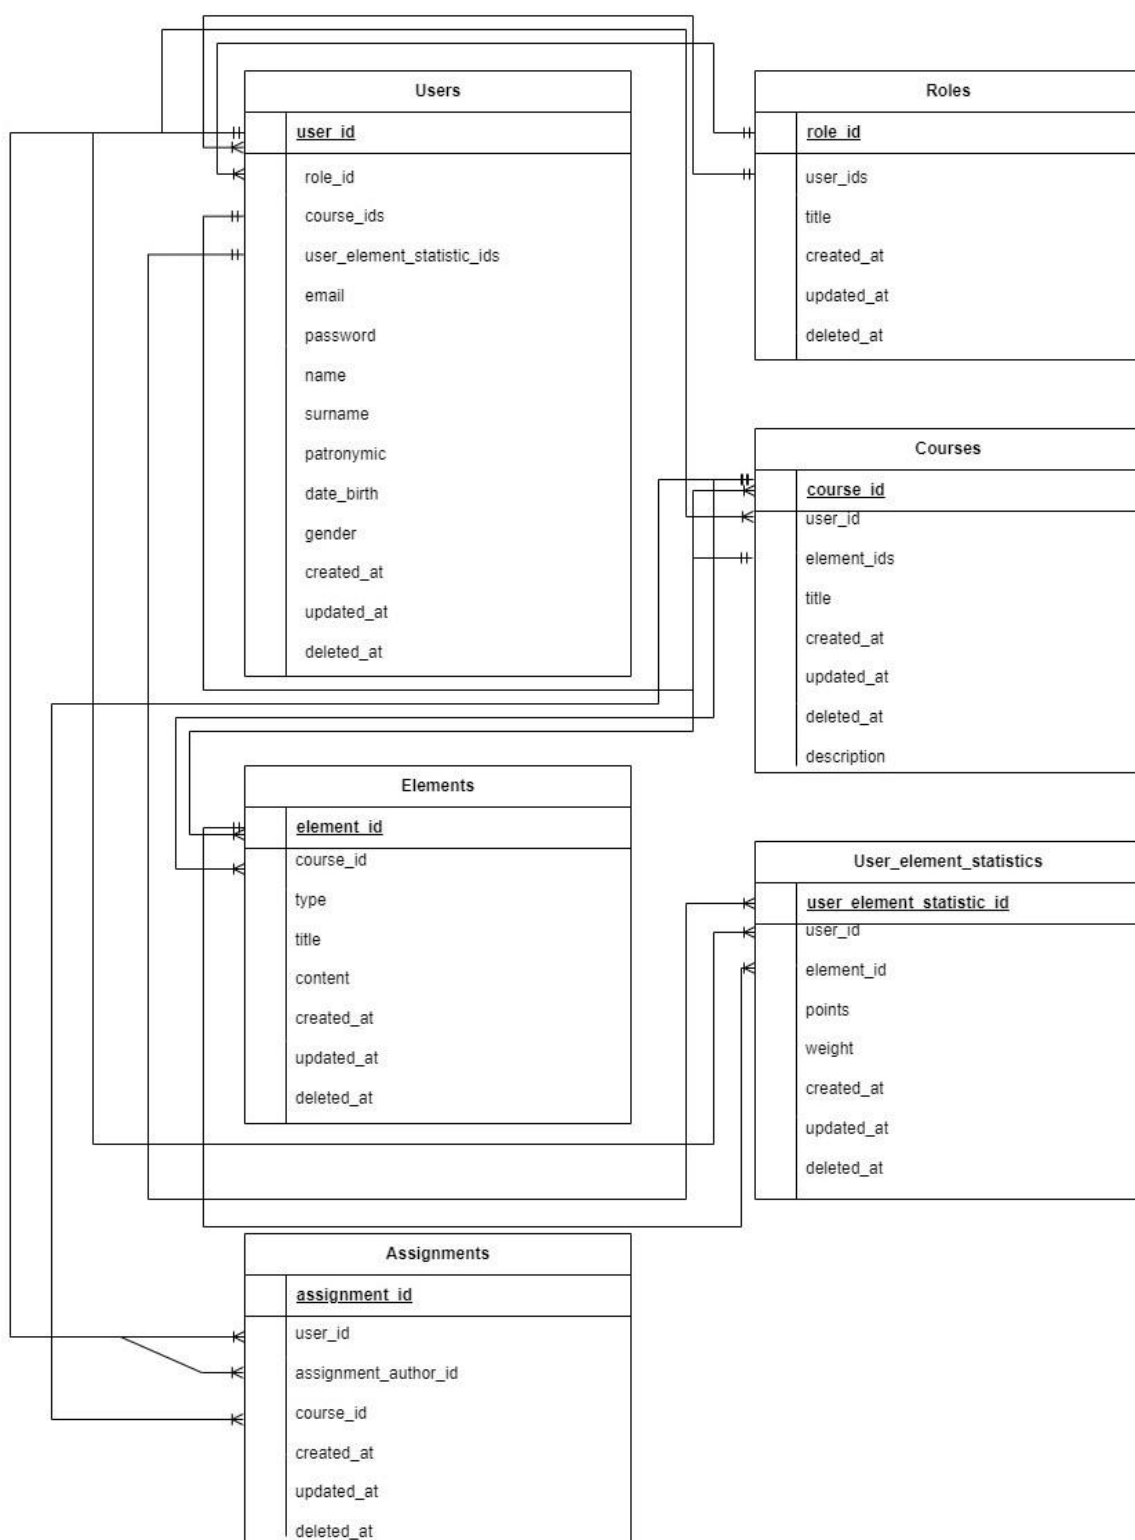 Users
user_id
role_id
course_ids
user_element_statistic_ids
email
password
name
surname
patronymic
date_birth
gender
created_at
updated_at
deleted_at
Roles
role_id
user_ids
title
created_at
updated_at
deleted_at
Courses
course_id
user_id
element_ids
title
created_at
updated_at
deleted_at
description
Elements
element_id
course_id
type
title
content
created_at
updated_at
deleted_at
User_element_statistics
user_element_statistic_id
user_id
element_id
points
weight
created_at
updated_at
deleted_at
Assignments
assignment_id
user_id
assignment_author_id
course_id
created_at
updated_at
deleted_at